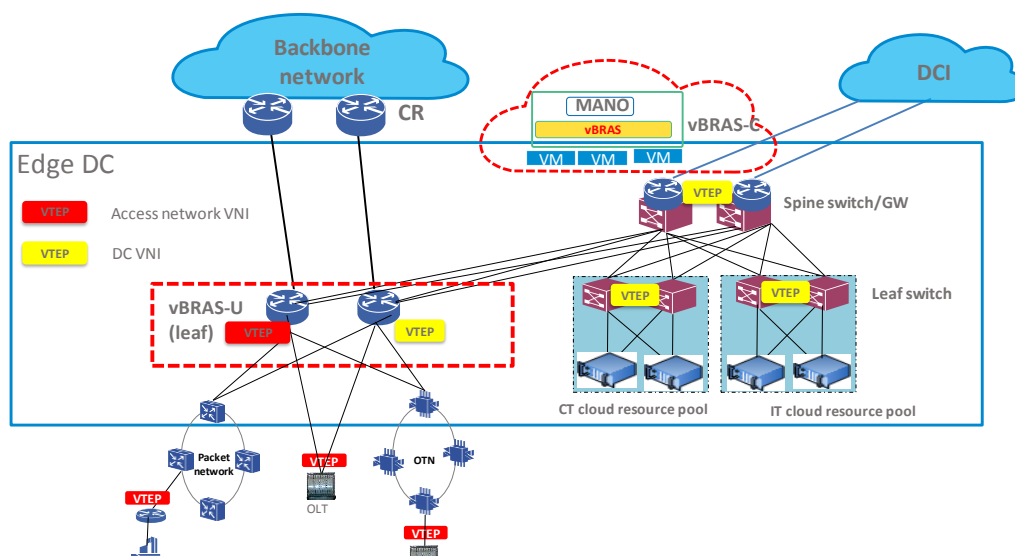 Backbone
network
DCI
CR
MANO
vBRAS
vBRAS-C
VM
VM
VM
Edge DC
VTEP
Access network VNI
VTEP
DC VNI
VTEP
Spine switch/GW
vBRAS-U
(leaf)
VTEP
VTEP
VTEP
VTEP
Leaf switch
CT cloud resource pool
IT cloud resource pool
Packet
network
OTN
VTEP
OLT
VTEP
VTEP